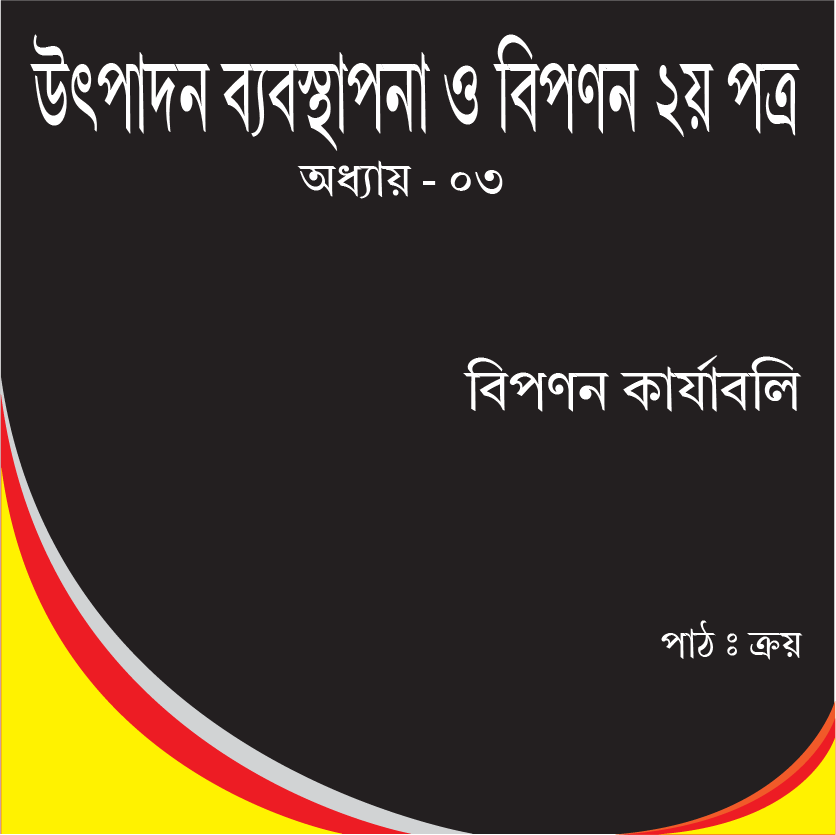 উৎপাদন ব্যবস্থাপনা ও বিপণন ২য় পত্র
অধ্যায় - ০৩
বিপণন কার্যাবলি
পাঠ ঃ ক্রয়